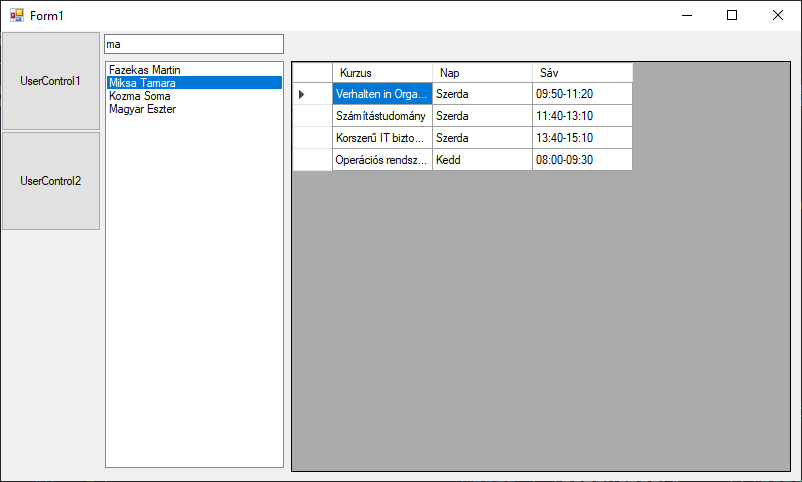 Form1
UserControl1
UserControl2
ma
Fazekas Martin
Miksa Tamara
Kozma Soma
Magyar Eszter
Kurzus Nap Sáv
Verhalten in Orga... Szerda 09:50-11:20
Számítástudomány Szerda 11:40-13:10
Korszerű IT bizto... Szerda 13:40-15:10
Operációs rendsz... Kedd 08:00-09:30